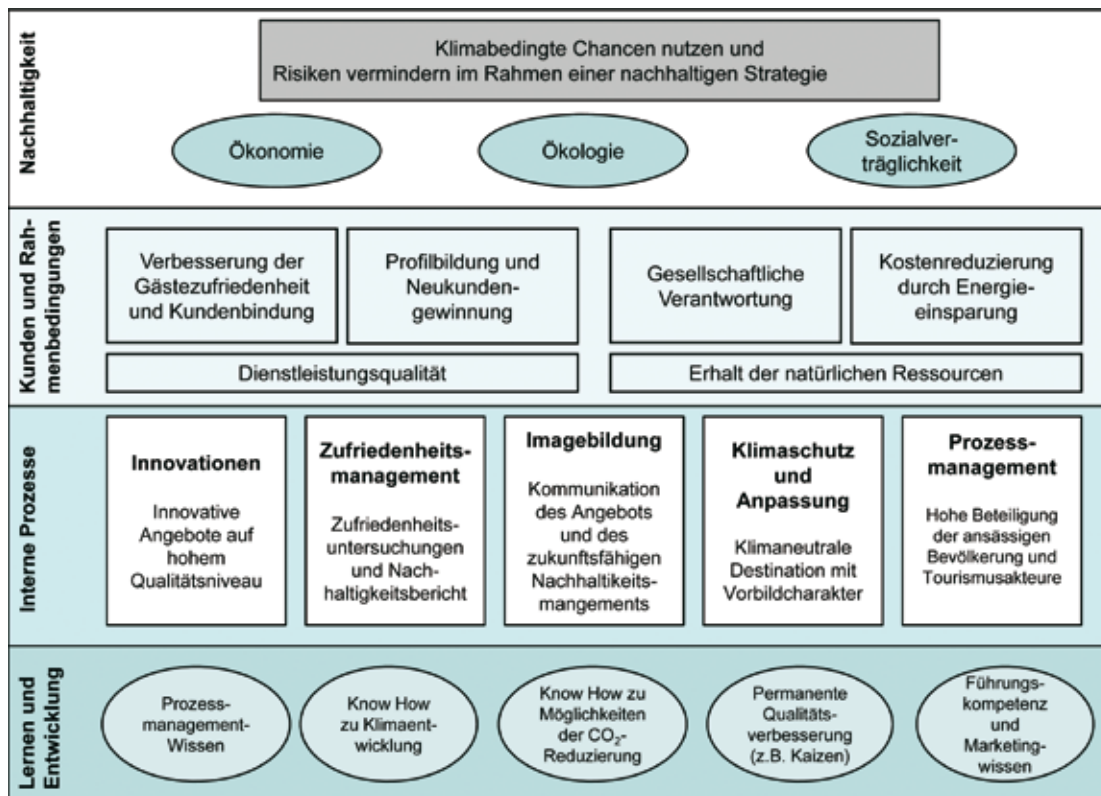 Nachhaltigkeit
Klimabedingte Chancen nutzen und
Risiken vermindern im Rahmen einer nachhaltigen Strategie
Ökonomie
Ökologie
Sozialver-
träglichkeit
Kunden und Rah-
menbedingungen
Verbesserung der
Gästezufriedenheit
und Kundenbindung
Profilbildung und
Neukunden-
gewinnung
Gesellschaftliche
Verantwortung
Kostenreduzierung
durch Energie-
einsparung
Dienstleistungsqualität
Erhalt der natürlichen Ressourcen
Interne Prozesse
Innovationen
Innovative
Angebote auf
hohem
Qualitätsniveau
Zufriedenheits-
management
Zufriedenheits-
untersuchungen
und Nach-
haltigkeitsbericht
Imagebildung
Kommunikation
des Angebots
und des
zukunftsfähigen
Nachhaltikeits-
mangements
Klimaschutz
und
Anpassung
Klimaneutrale
Destination mit
Vorbildcharakter
Prozess-
management
Hohe Beteiligung
der ansässigen
Bevölkerung und
Tourismusakteure
Lernen und
Entwicklung
Prozess-
management-
Wissen
Know How
zu Klimaent-
wicklung
Know How zu
Möglichkeiten
der CO₂-
Reduzierung
Permanente
Qualitäts-
verbesserung
(z.B. Kaizen)
Führungs-
kompetenz
und
Marketing-
wissen